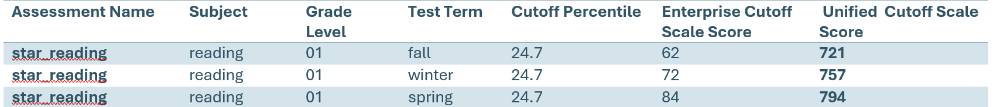 Assessment Name Subject Grade Level Test Term Cutoff Percentile Enterprise Cutoff Scale Score Unified Cutoff Scale Score
star_reading reading 01 fall 24.7 62 721
star_reading reading 01 winter 24.7 72 757
star_reading reading 01 spring 24.7 84 794